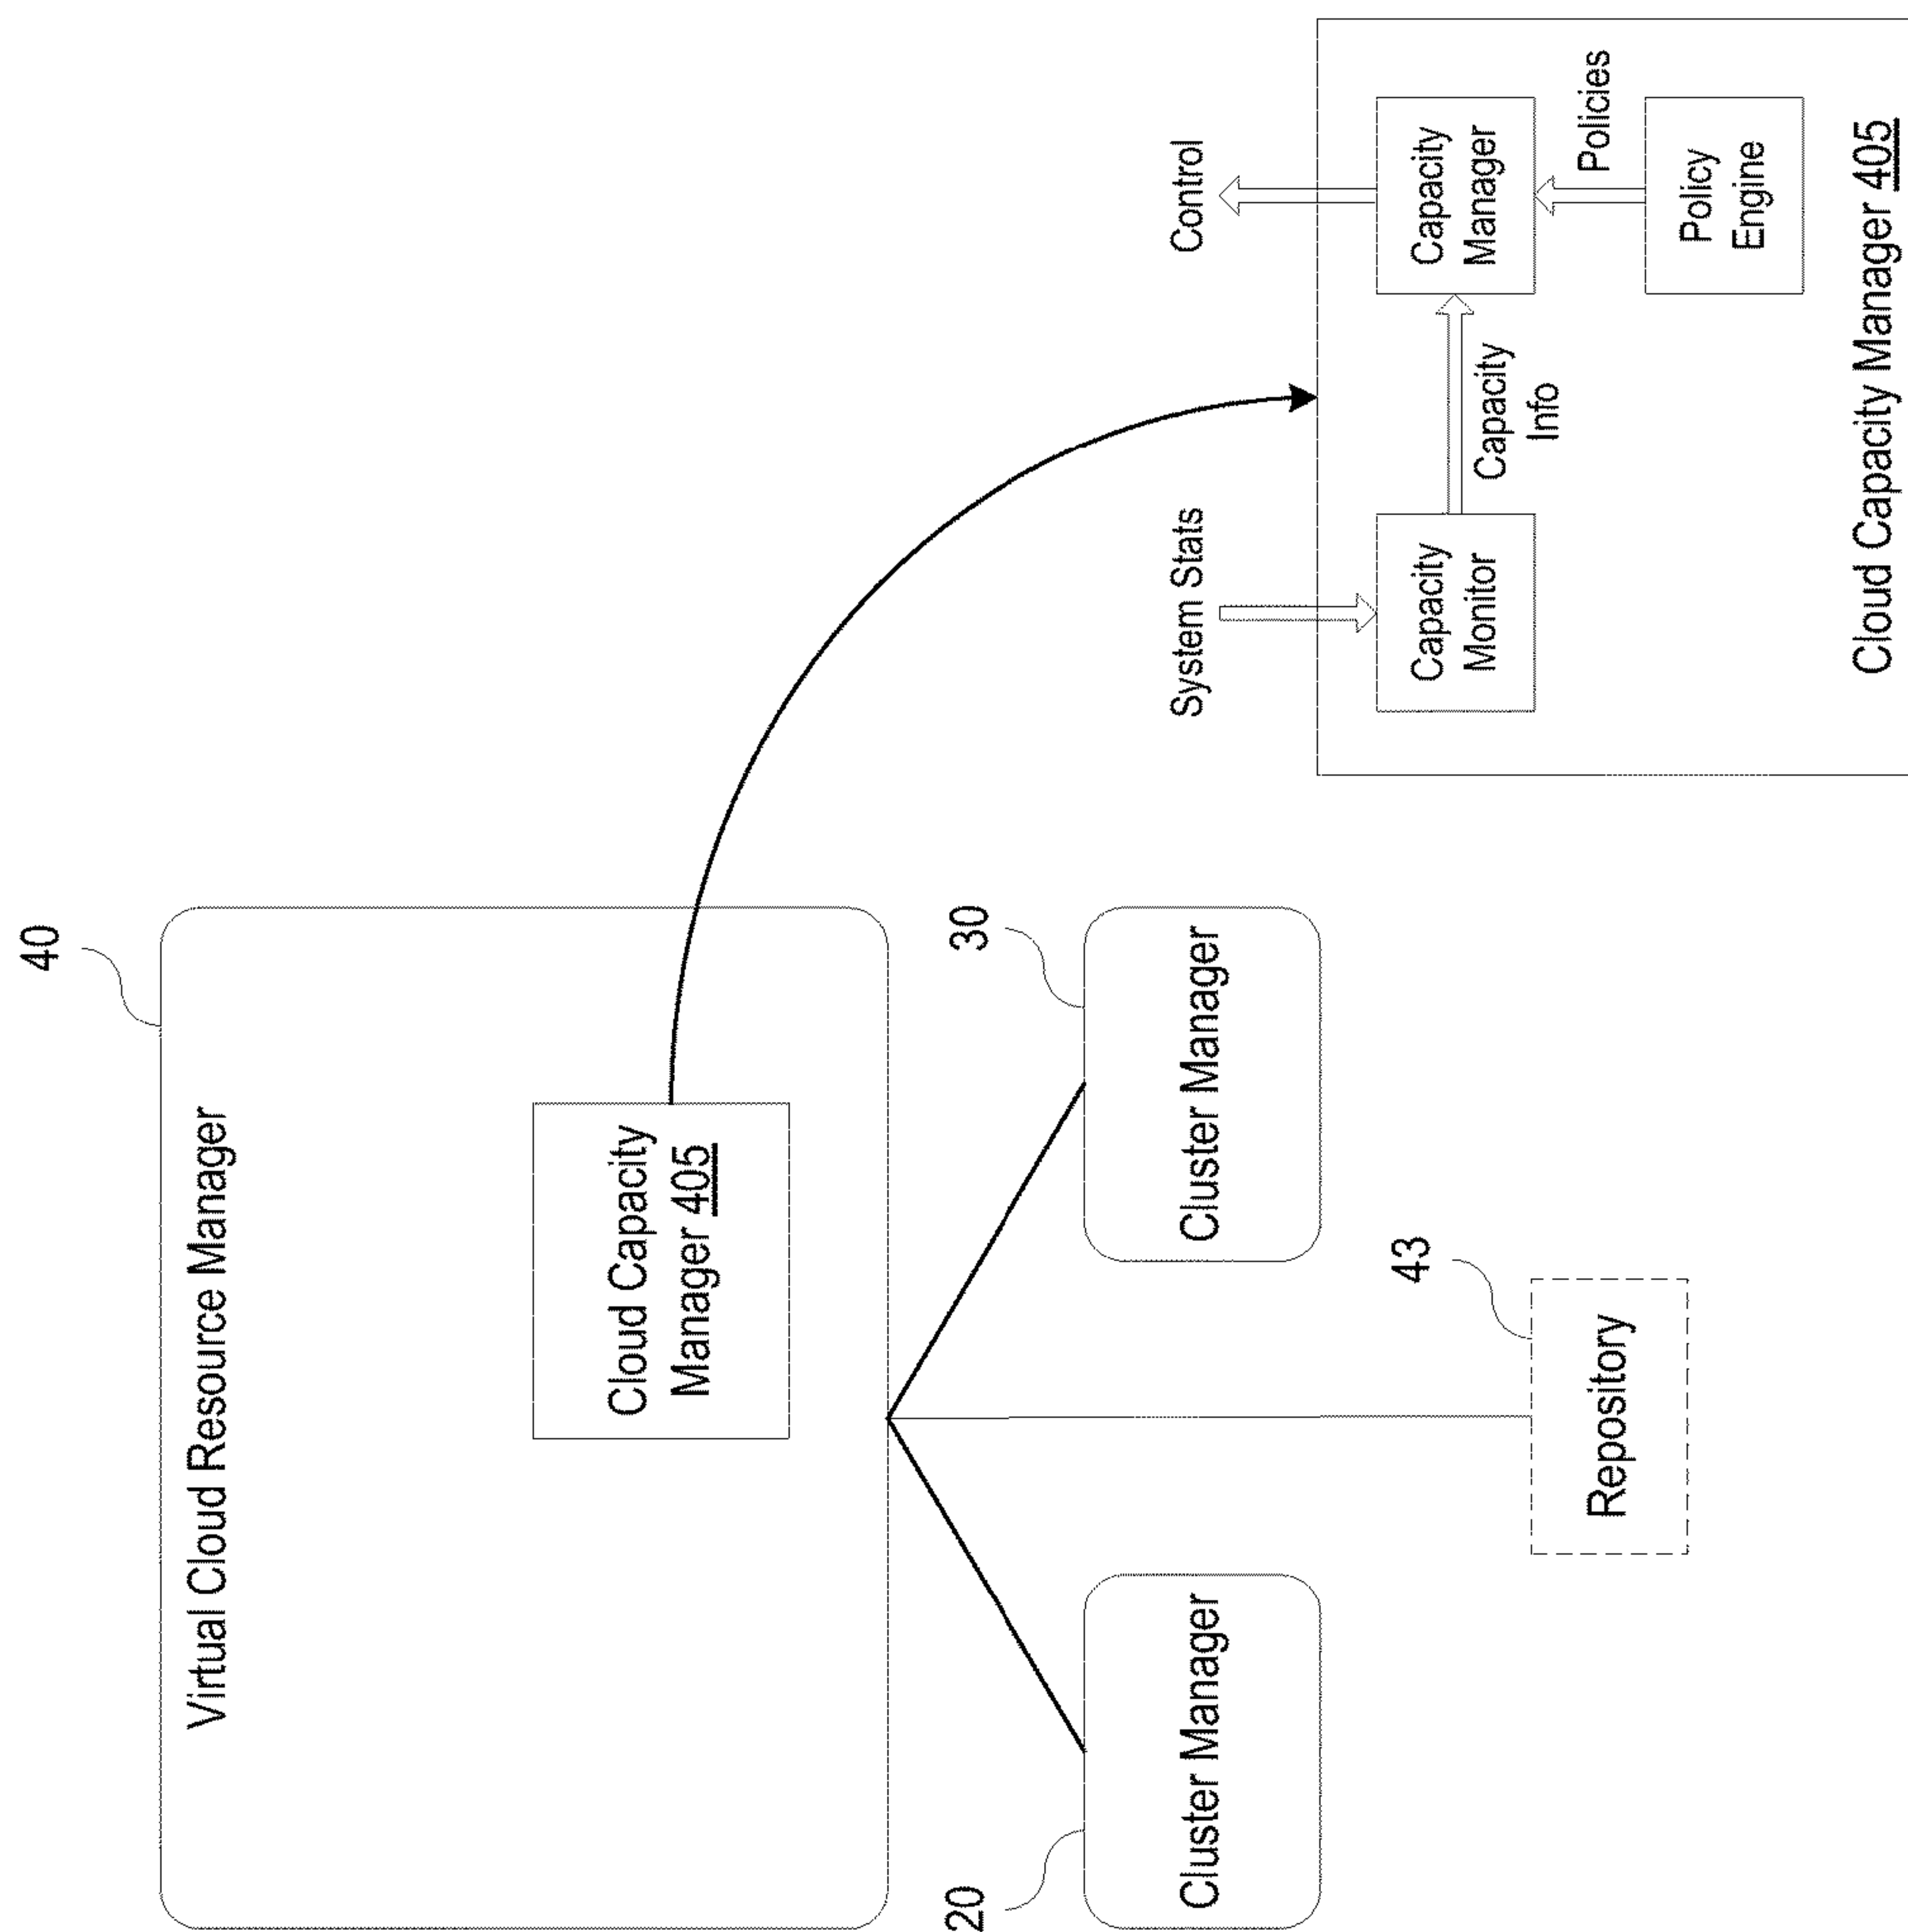 40
Virtual Cloud Resource Manager
Cloud Capacity
Manager 405
20
Cluster Manager
30
Cluster Manager
43
Repository
System Stats
Control
Capacity
Monitor
Capacity
Info
Capacity
Manager
Policies
Policy
Engine
Cloud Capacity Manager 405